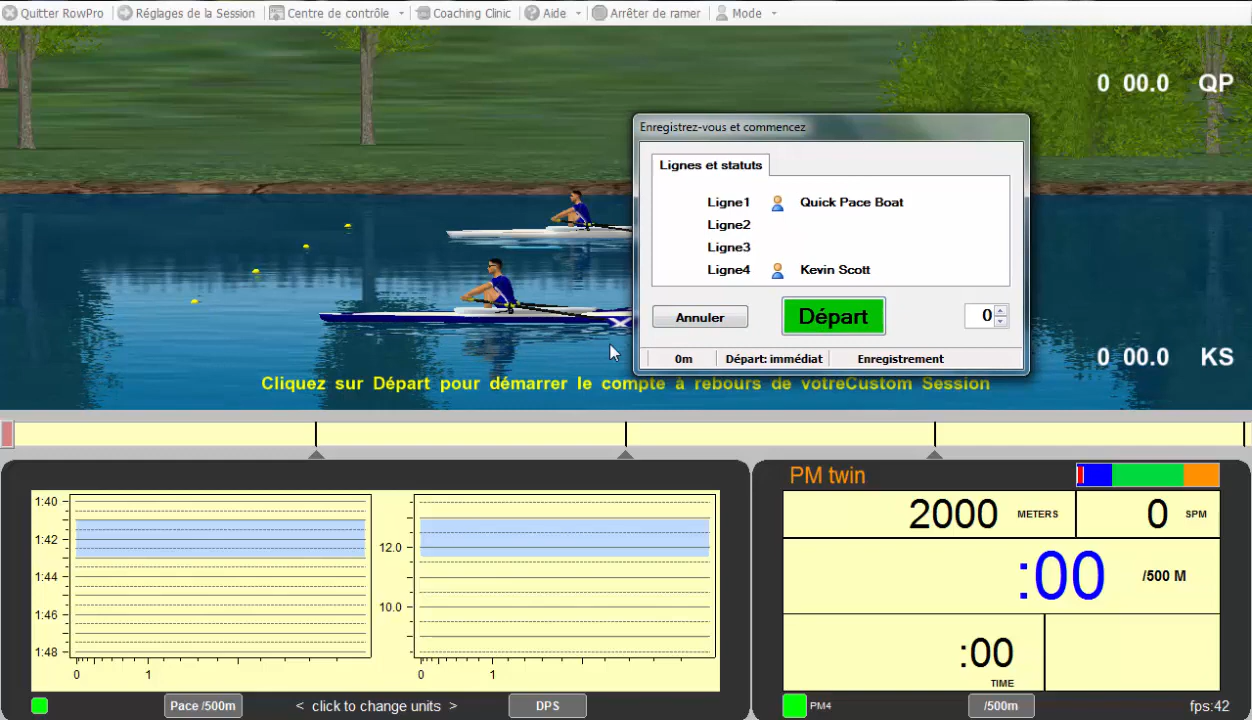 Quitter RowPro Réglages de la Session Centre de contrôle Coaching Clinic Aide Arrêter de ramer Mode
0 00.0 QP
Enregistrez-vous et commencez
Lignes et statuts
Ligne1 Quick Pace Boat
Ligne2
Ligne3
Ligne4 Kevin Scott
Annuler Départ 0
0m Départ: immédiat Enregistrement
0 00.0 KS
Cliquez sur Départ pour démarrer le compte à rebours de votreCustom Session
PM twin
2000 METERS 0 SPM
:00 /500 M
:00
TIME
1:40
1:42
1:44
1:46
1:48
0 1
12.0
10.0
0 1
Pace /500m < click to change units > DPS
PM4 /500m fps:42